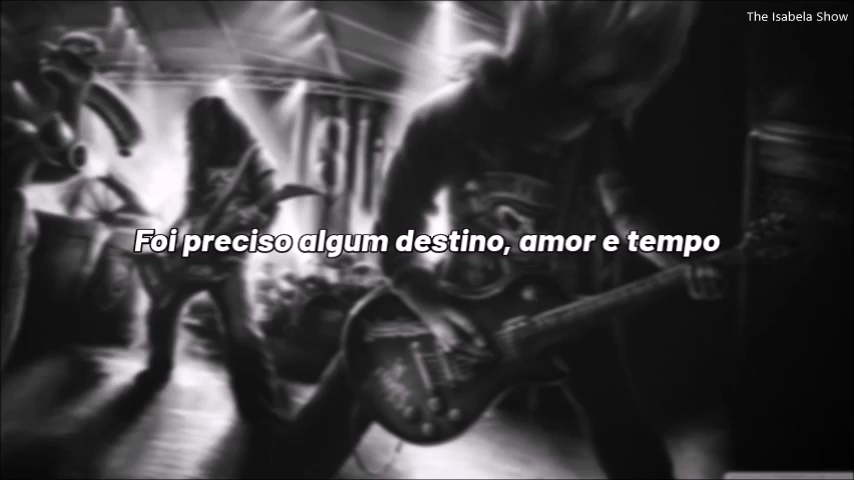 The Isabela Show
Foi preciso algum destino, amor e tempo